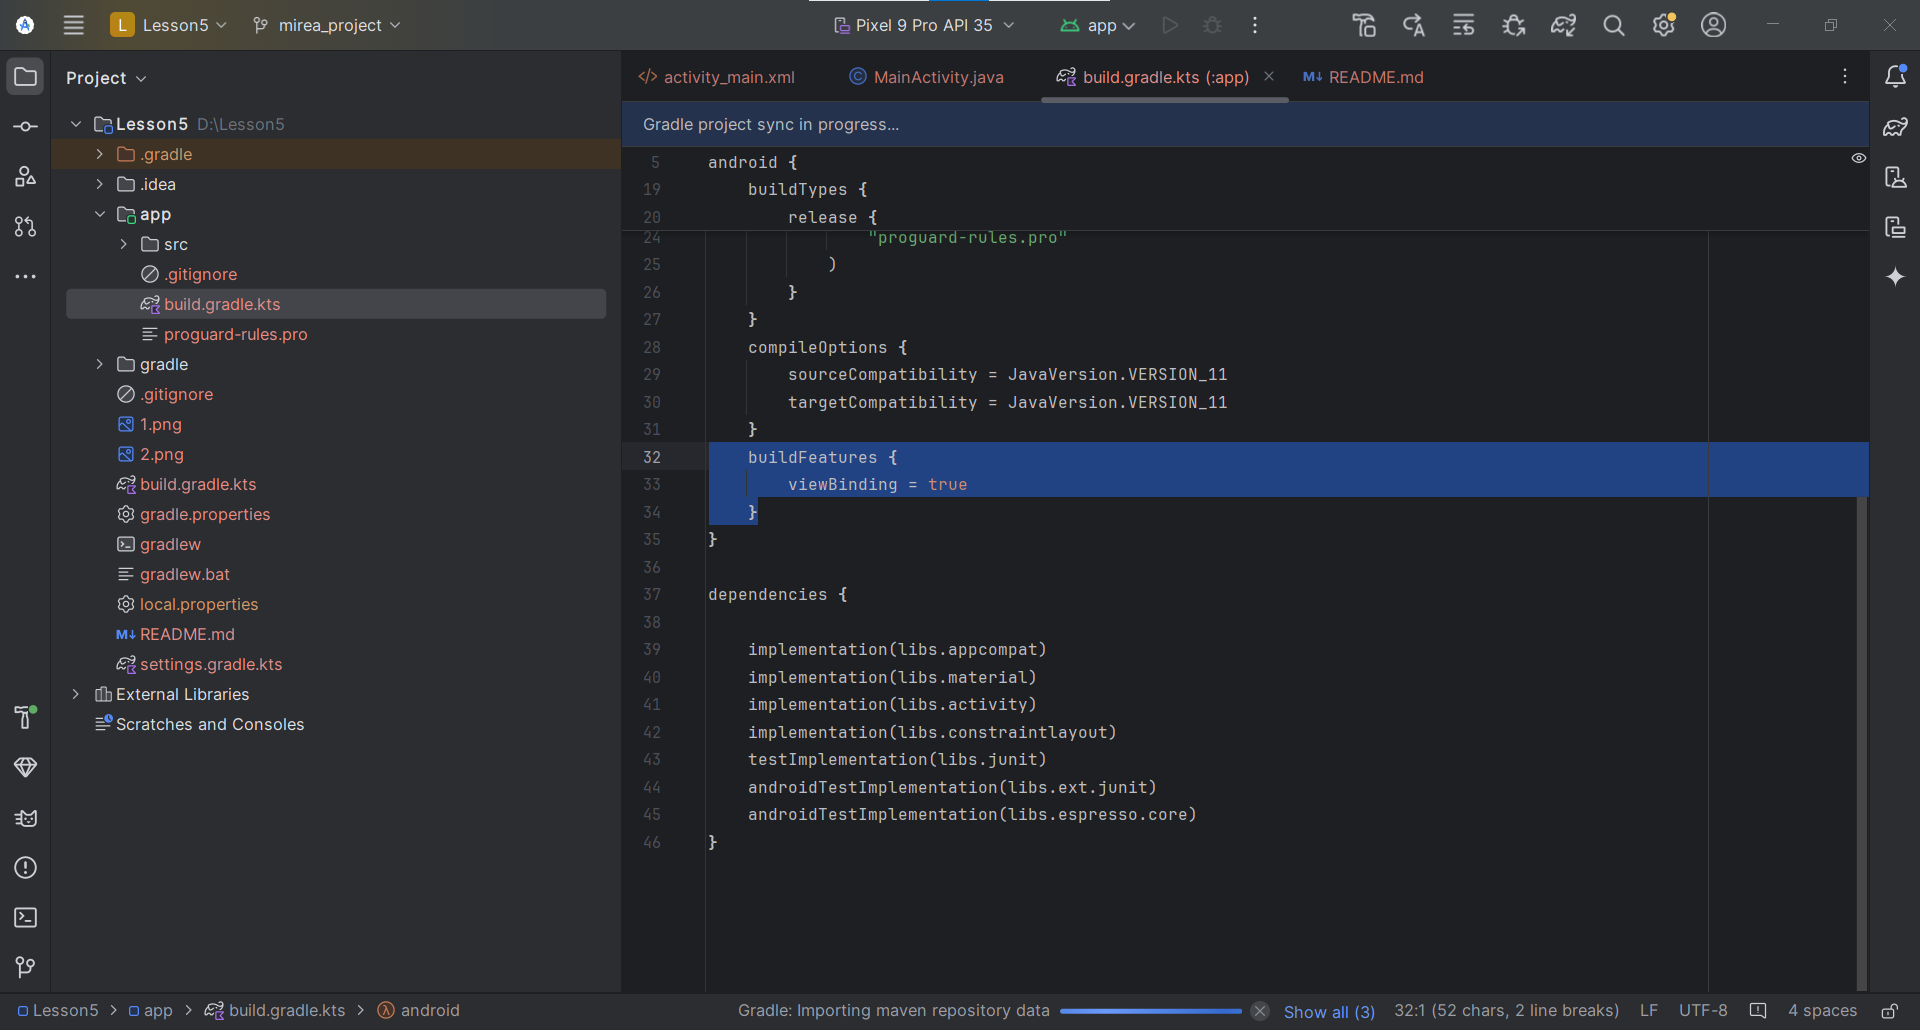 L Lesson5 mirea_project Pixel 9 Pro API 35 app
Project
Lesson5 D:\Lesson5
.gradle
.idea
app
src
.gitignore
build.gradle.kts
proguard-rules.pro
gradle
.gitignore
1.png
2.png
build.gradle.kts
gradle.properties
gradlew
gradlew.bat
local.properties
M↓ README.md
settings.gradle.kts
External Libraries
Scratches and Consoles
activity_main.xml MainActivity.java build.gradle.kts (:app) M↓ README.md
Gradle project sync in progress...
5 android {
19 buildTypes {
20 release {
24 "proguard-rules.pro"
25 )
26 }
27 }
28 compileOptions {
29 sourceCompatibility = JavaVersion.VERSION_11
30 targetCompatibility = JavaVersion.VERSION_11
31 }
32 buildFeatures {
33 viewBinding = true
34 }
35 }
36
37 dependencies {
38
39 implementation(libs.appcompat)
40 implementation(libs.material)
41 implementation(libs.activity)
42 implementation(libs.constraintlayout)
43 testImplementation(libs.junit)
44 androidTestImplementation(libs.ext.junit)
45 androidTestImplementation(libs.espresso.core)
46 }
Lesson5 > app > build.gradle.kts > android Gradle: Importing maven repository data Show all (3) 32:1 (52 chars, 2 line breaks) LF UTF-8 4 spaces